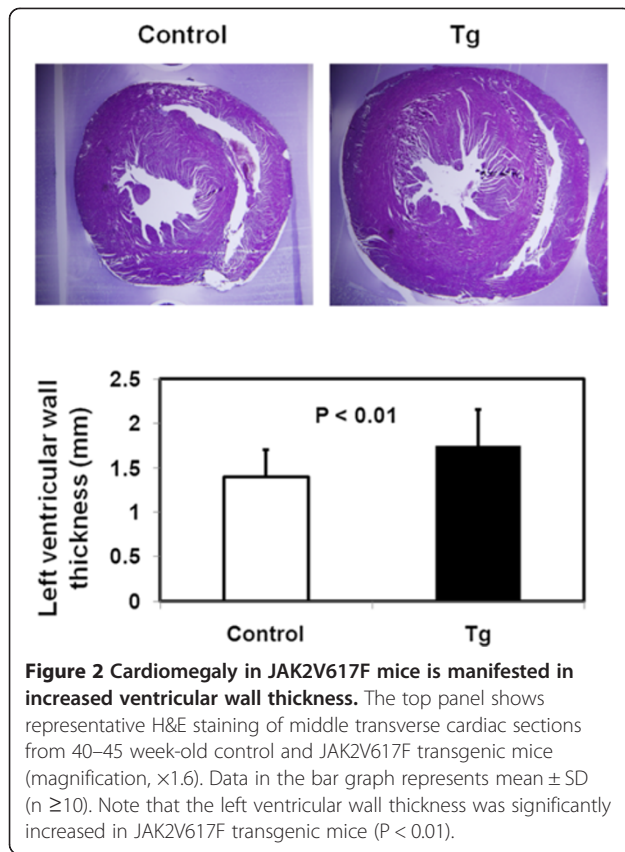 Control Tg
Left ventricular wall
thickness (mm)
2.5
2
1.5
1
0.5
0
P < 0.01
Control Tg
Figure 2 Cardiomegaly in JAK2V617F mice is manifested in
increased ventricular wall thickness. The top panel shows
representative H&E staining of middle transverse cardiac sections
from 40–45 week-old control and JAK2V617F transgenic mice
(magnification, ×1.6). Data in the bar graph represents mean ± SD
(n ≥10). Note that the left ventricular wall thickness was significantly
increased in JAK2V617F transgenic mice (P < 0.01).